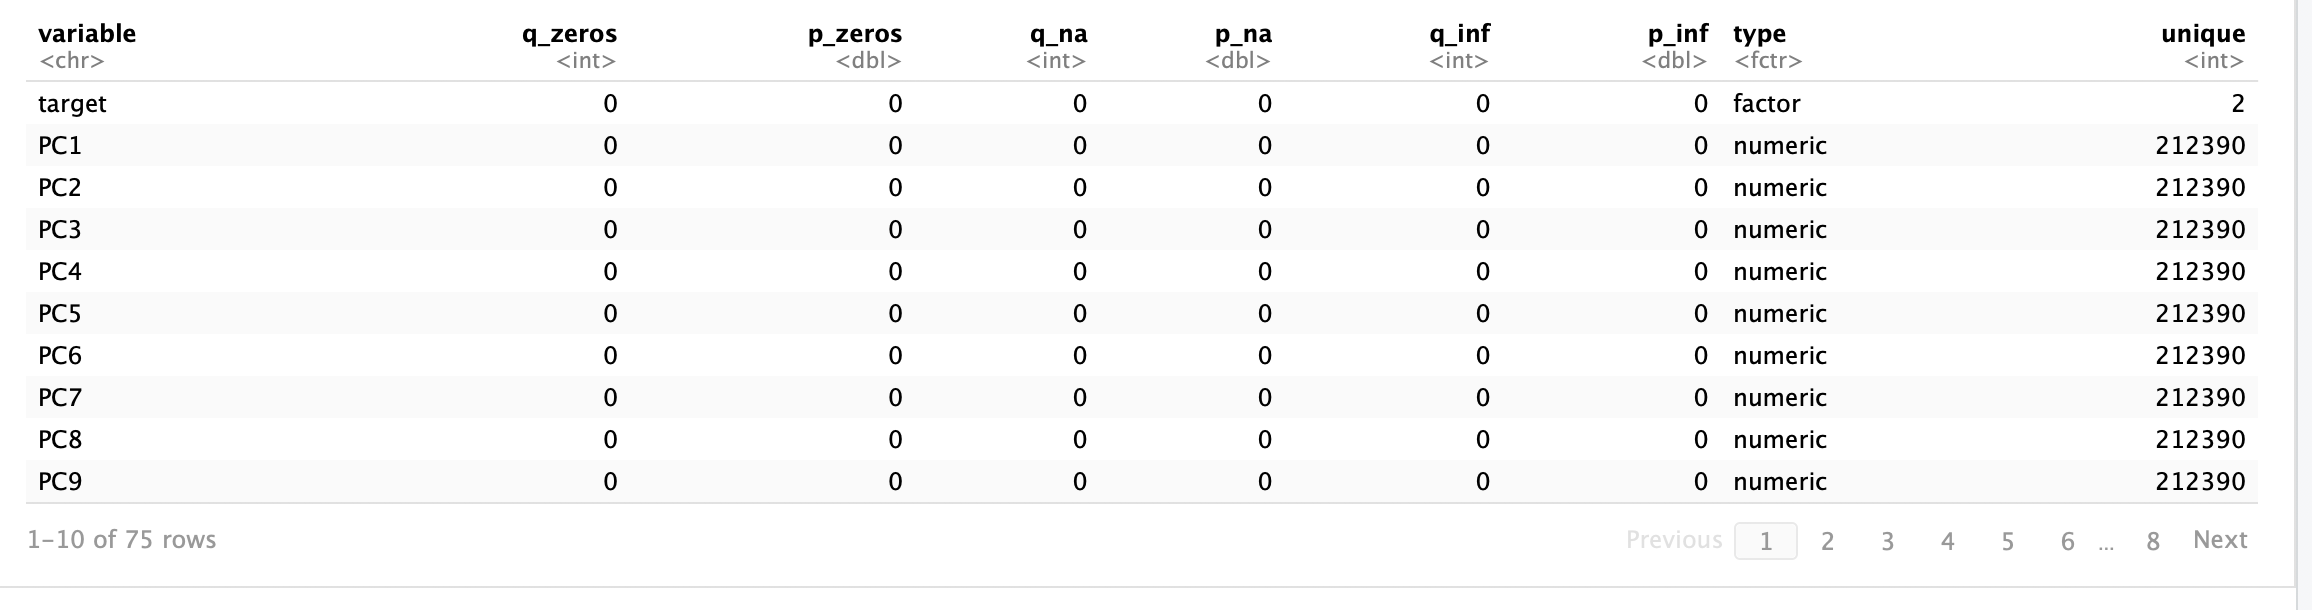 variable q_zeros p_zeros q_na p_na q_inf p_inf type unique
<chr> <int> <dbl> <int> <dbl> <int> <dbl> <fctr> <int>
target 0 0 0 0 0 0 factor 2
PC1 0 0 0 0 0 0 numeric 212390
PC2 0 0 0 0 0 0 numeric 212390
PC3 0 0 0 0 0 0 numeric 212390
PC4 0 0 0 0 0 0 numeric 212390
PC5 0 0 0 0 0 0 numeric 212390
PC6 0 0 0 0 0 0 numeric 212390
PC7 0 0 0 0 0 0 numeric 212390
PC8 0 0 0 0 0 0 numeric 212390
PC9 0 0 0 0 0 0 numeric 212390
1-10 of 75 rows Previous 1 2 3 4 5 6 ... 8 Next